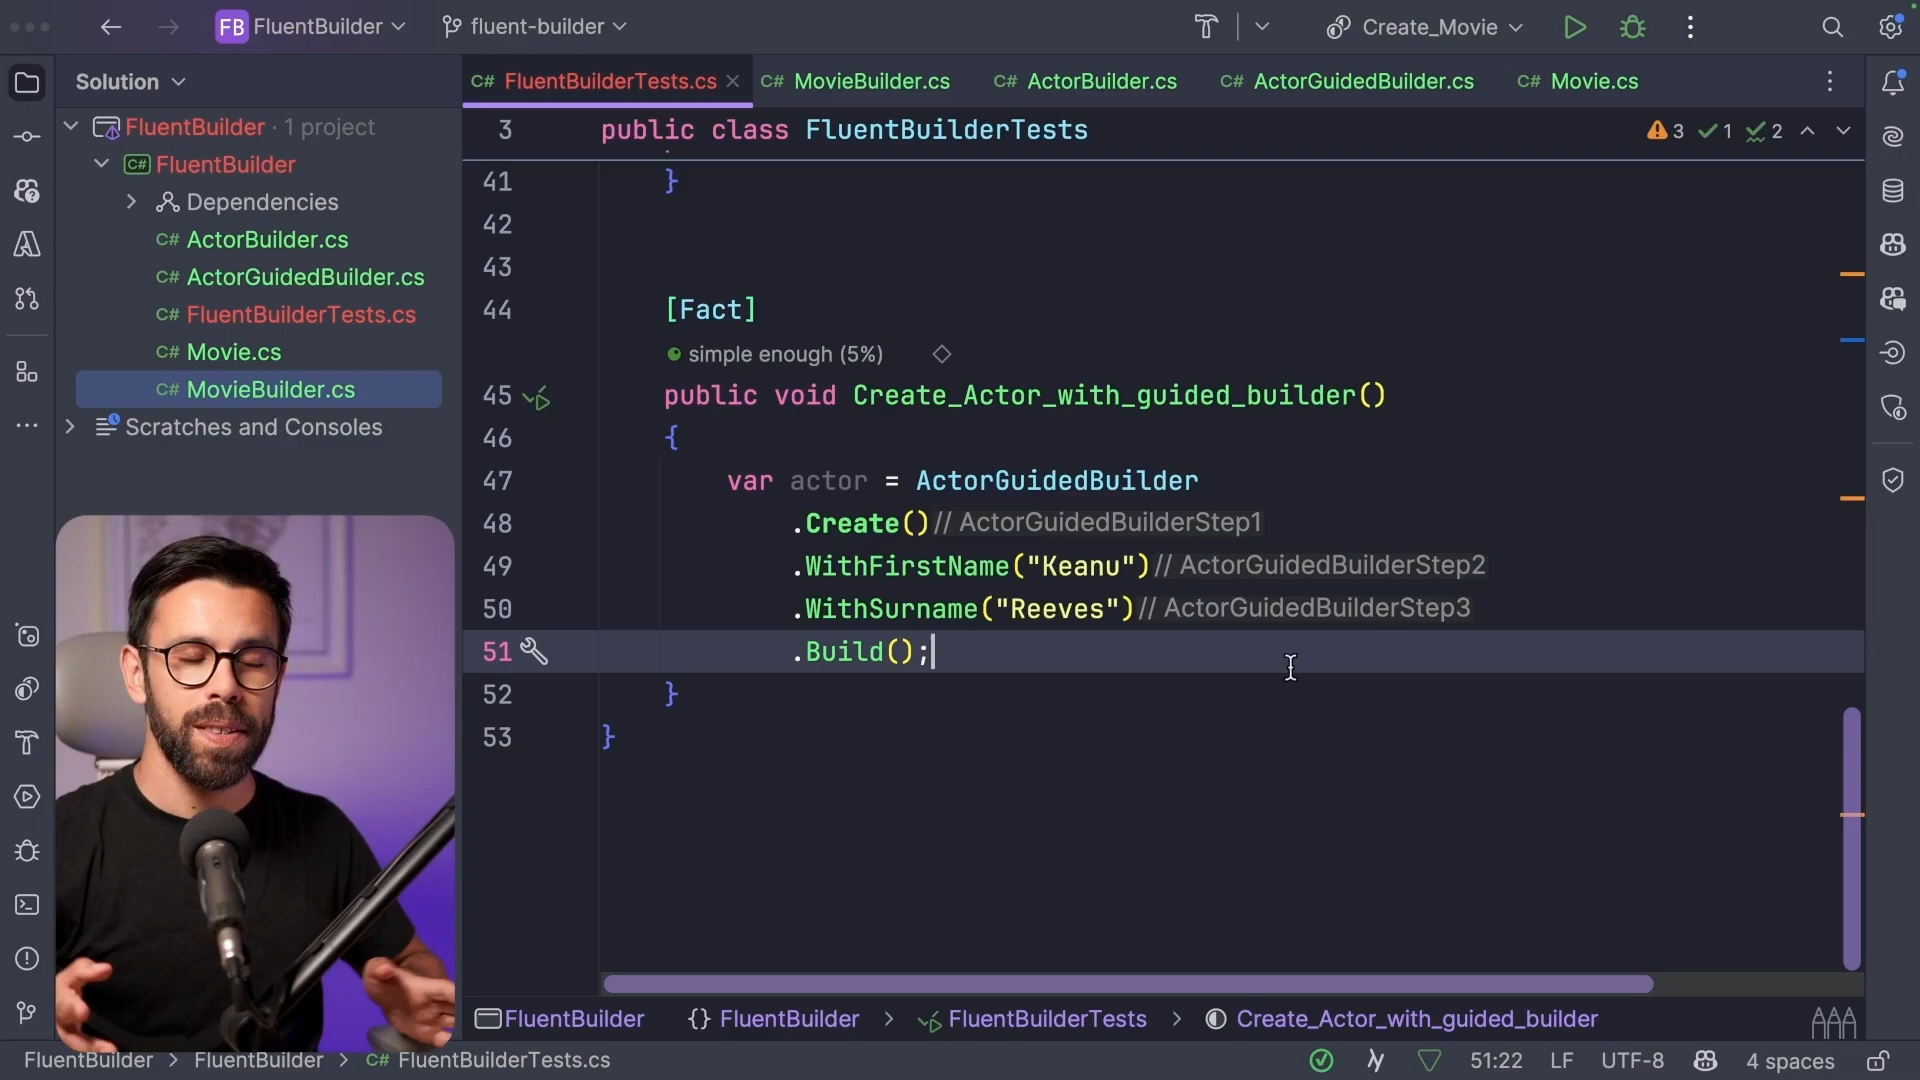 FB FluentBuilder fluent-builder Create_Movie
Solution
C# FluentBuilderTests.cs C# MovieBuilder.cs C# ActorBuilder.cs C# ActorGuidedBuilder.cs C# Movie.cs
FluentBuilder · 1 project
C# FluentBuilder
Dependencies
C# ActorBuilder.cs
C# ActorGuidedBuilder.cs
C# FluentBuilderTests.cs
C# Movie.cs
C# MovieBuilder.cs
Scratches and Consoles
3 public class FluentBuilderTests 3 1 2
41 }
42
43
44 [Fact]
simple enough (5%)
45 public void Create_Actor_with_guided_builder()
46 {
47 var actor = ActorGuidedBuilder
48 .Create() // ActorGuidedBuilderStep1
49 .WithFirstName("Keanu") // ActorGuidedBuilderStep2
50 .WithSurname("Reeves") // ActorGuidedBuilderStep3
51 .Build();
52 }
53 }
FluentBuilder {} FluentBuilder > FluentBuilderTests > Create_Actor_with_guided_builder
FluentBuilder > FluentBuilder > C# FluentBuilderTests.cs 51:22 LF UTF-8 4 spaces